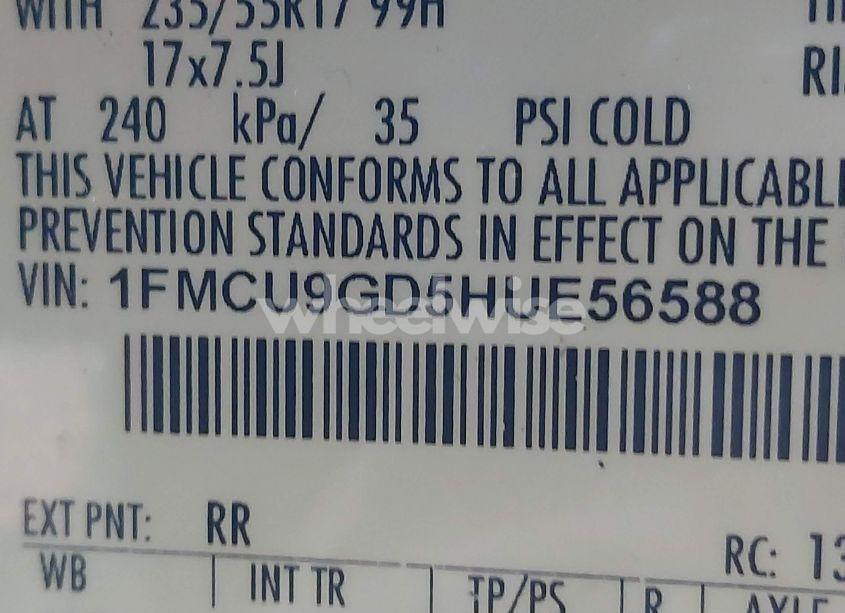 WITH 235/55R17 99H
17x7.5J
AT 240 kPa/ 35 PSI COLD
THIS VEHICLE CONFORMS TO ALL
PREVENTION STANDARDS IN EFFECT ON THE
VIN: 1FMCU9GD5HUE56588
wheelwise
EXT PNT: RR
RC: 13
WB INT TR TP/PS R AXLE